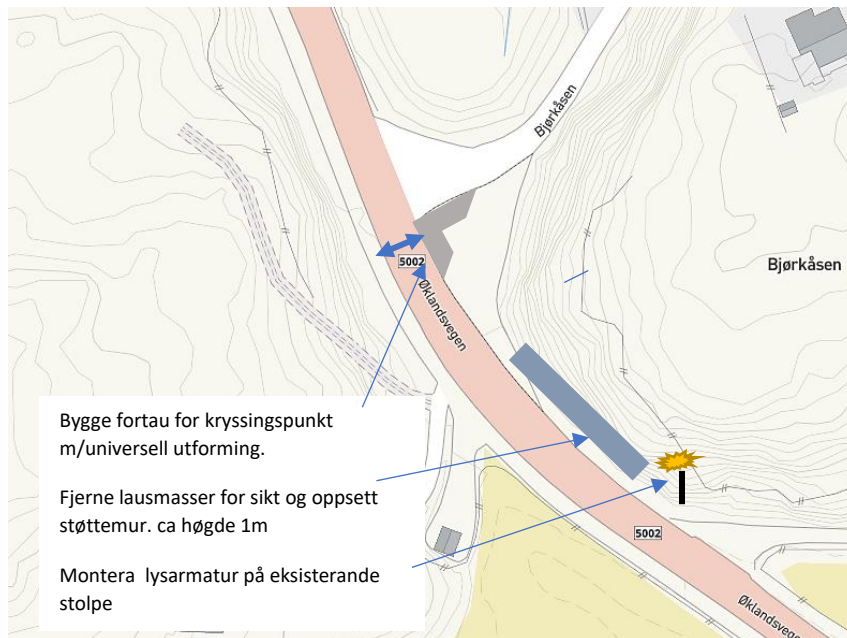 Bjørkåsen
Bjørkåsen
5002
Øklandsvegen
Bygge fortau for kryssingspunkt
m/universell utforming.
Fjerne lausmasser for sikt og oppsett
støttemur. ca høgde 1m
Montera lysarmatur på eksisterande
stolpe
5002
Øklandsvegen